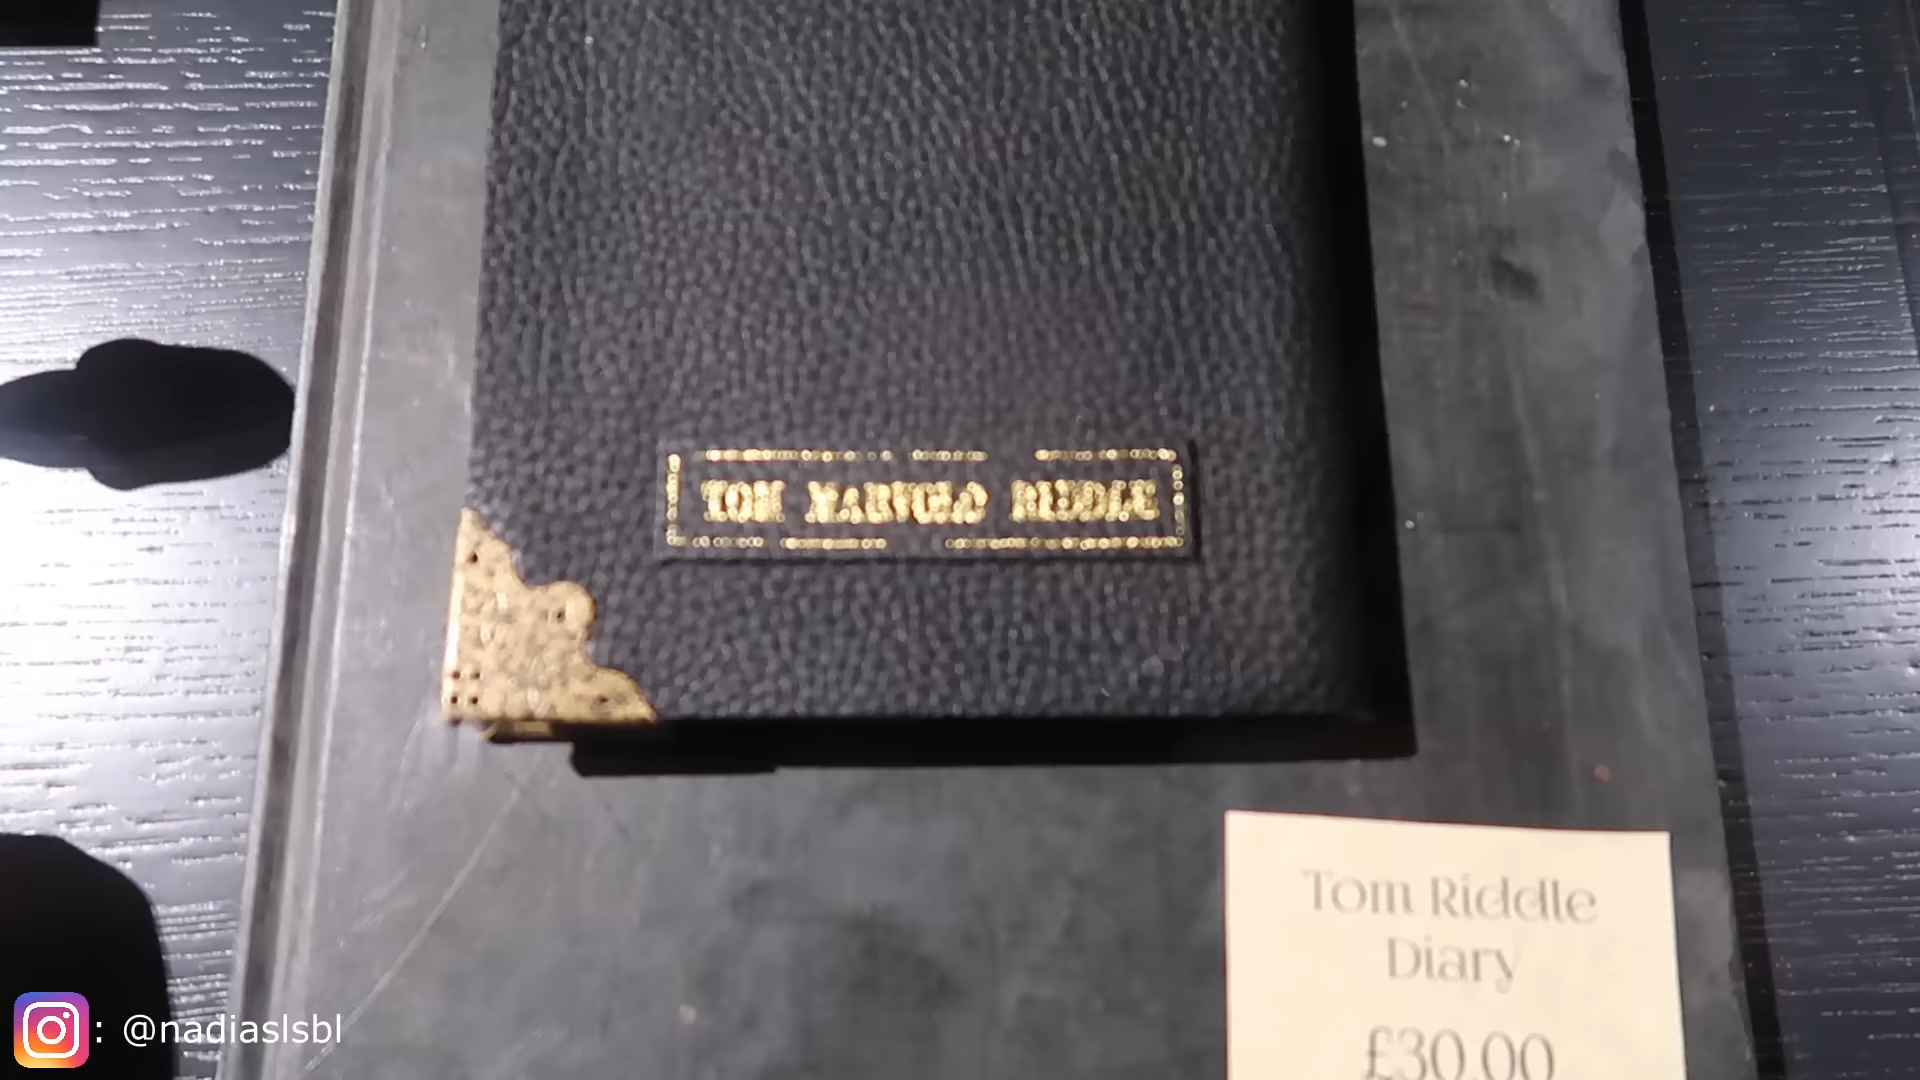 TOM MARVOLO RIDDLE
Tom Riddle
Diary
£30.00
: @nadiaslsbl